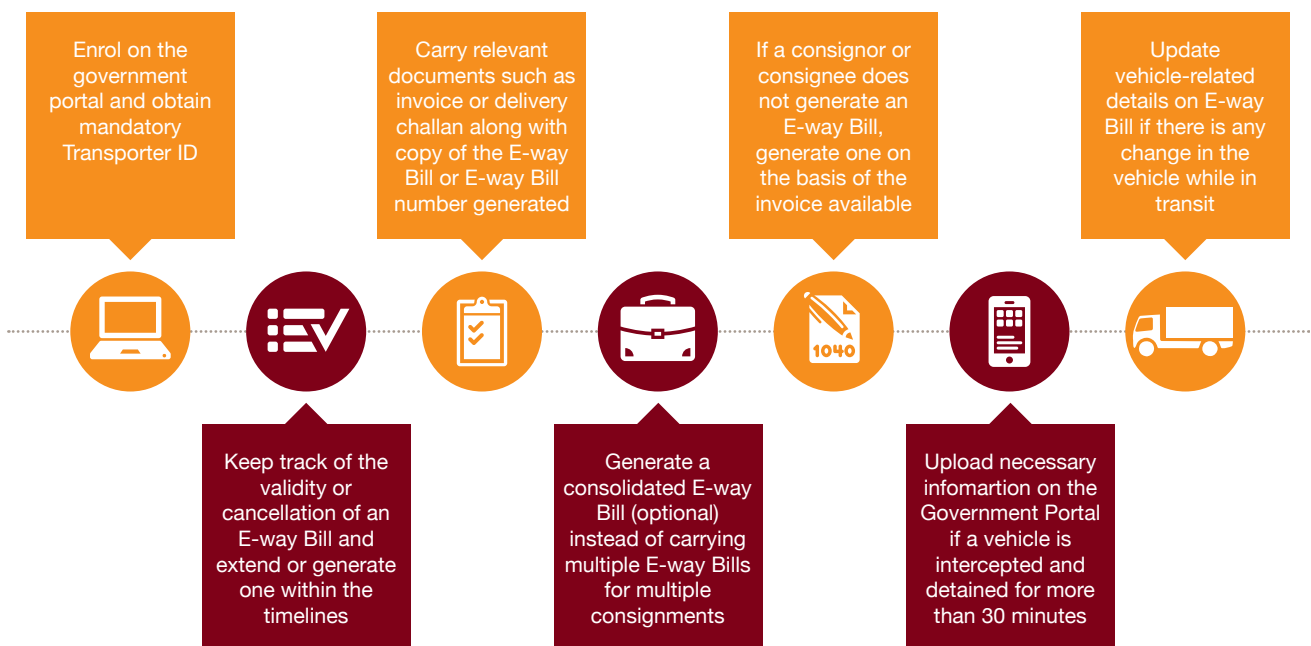 Enrol on the
government
portal and obtain
mandatory
Transporter ID
Carry relevant
documents such as
invoice or delivery
challan along with
copy of the E-way
Bill or E-way Bill
number generated
If a consignor or
consignee does
not generate an
E-way Bill,
generate one on
the basis of the
invoice available
Update
vehicle-related
details on E-way
Bill if there is any
change in the
vehicle while in
transit
1040
Keep track of the
validity or
cancellation of an
E-way Bill and
extend or generate
one within the
timelines
Generate a
consolidated E-way
Bill (optional)
instead of carrying
multiple E-way Bills
for multiple
consignments
Upload necessary
infomartion on the
Government Portal
if a vehicle is
intercepted and
detained for more
than 30 minutes